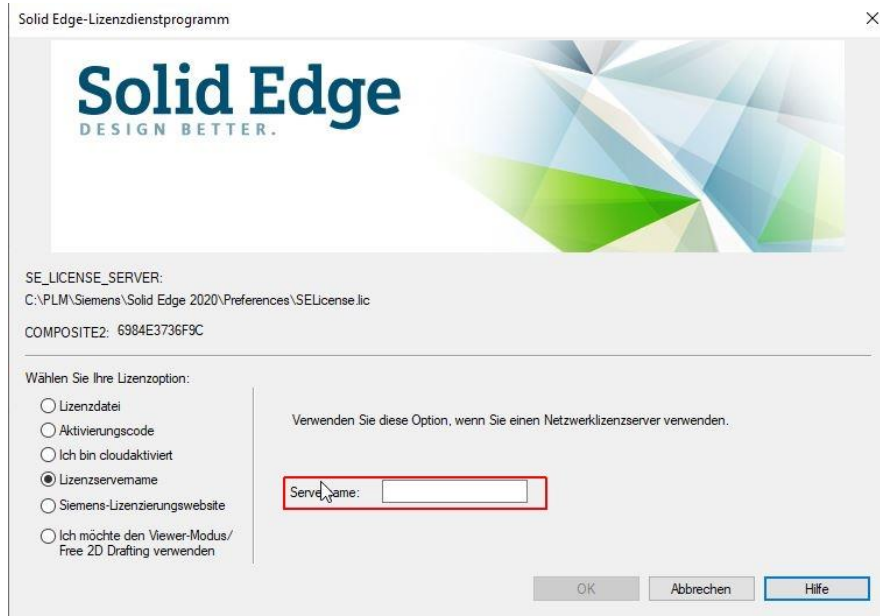 Solid Edge-Lizenzdienstprogramm
Solid Edge
DESIGN BETTER.
SE_LICENSE_SERVER:
C:\PLM\Siemens\Solid Edge 2020\Preferences\SELicense.lic
COMPOSITE2: 6984E3736F9C
Wählen Sie Ihre Lizenzoption:
Lizenzdatei
Aktivierungscode
Ich bin cloudaktiviert
Lizenzservername
Siemens-Lizenzierungswebsite
Ich möchte den Viewer-Modus/
Free 2D Drafting verwenden
Verwenden Sie diese Option, wenn Sie einen Netzwerklizenzserver verwenden.
Servername:
OK Abbrechen Hilfe